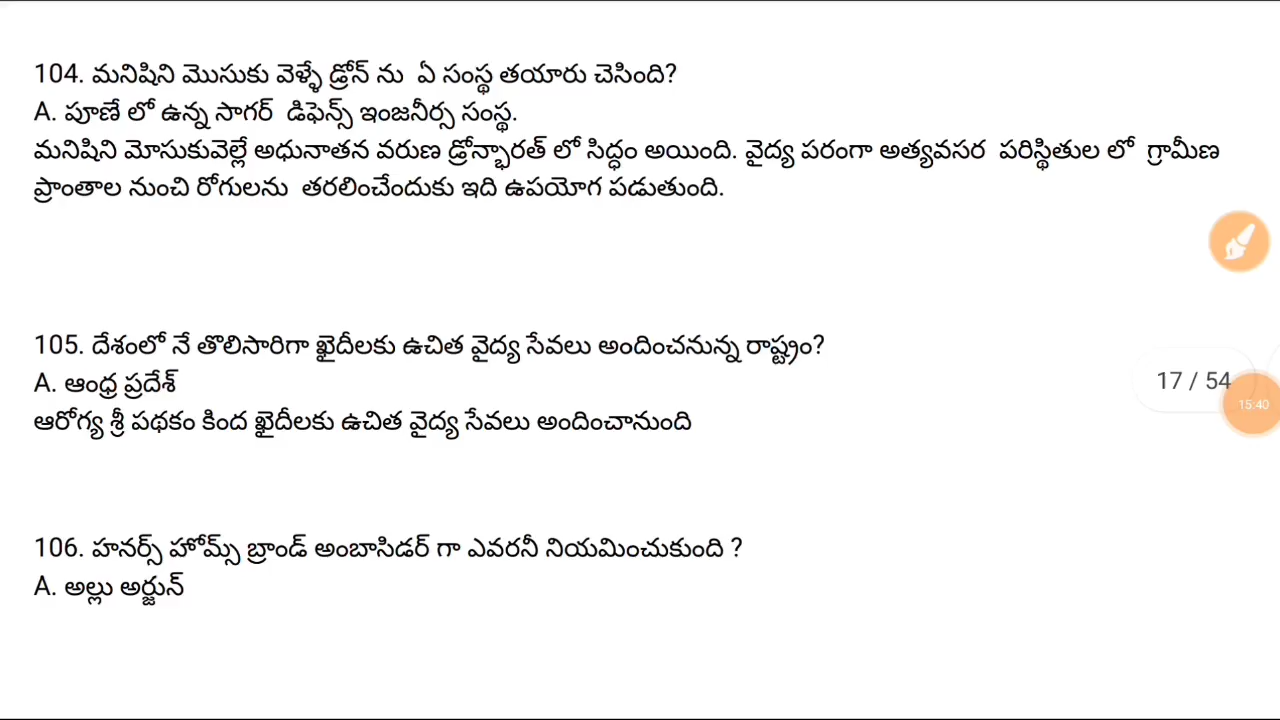 104. మనిషిని మొసుకు వెళ్ళే డ్రోన్ ను ఏ సంస్థ తయారు చెసింది?
A. పూణే లో ఉన్న సాగర్ డిఫెన్స్ ఇంజనీర్స సంస్థ.
మనిషిని మోసుకువెల్లే అధునాతన వరుణ డ్రోన్భారత్ లో సిద్ధం అయింది. వైద్య పరంగా అత్యవసర పరిస్థితుల లో గ్రామీణ
ప్రాంతాల నుంచి రోగులను తరలించేందుకు ఇది ఉపయోగ పడుతుంది.
105. దేశంలో నే తొలిసారిగా ఖైదీలకు ఉచిత వైద్య సేవలు అందించనున్న రాష్ట్రం?
A. ఆంధ్ర ప్రదేశ్
17 / 54
15:40
ఆరోగ్య శ్రీ పథకం కింద ఖైదీలకు ఉచిత వైద్య సేవలు అందించానుంది
106. హనర్స్ హోమ్స్ బ్రాండ్ అంబాసిడర్ గా ఎవరనీ నియమించుకుంది ?
A. అల్లు అర్జున్